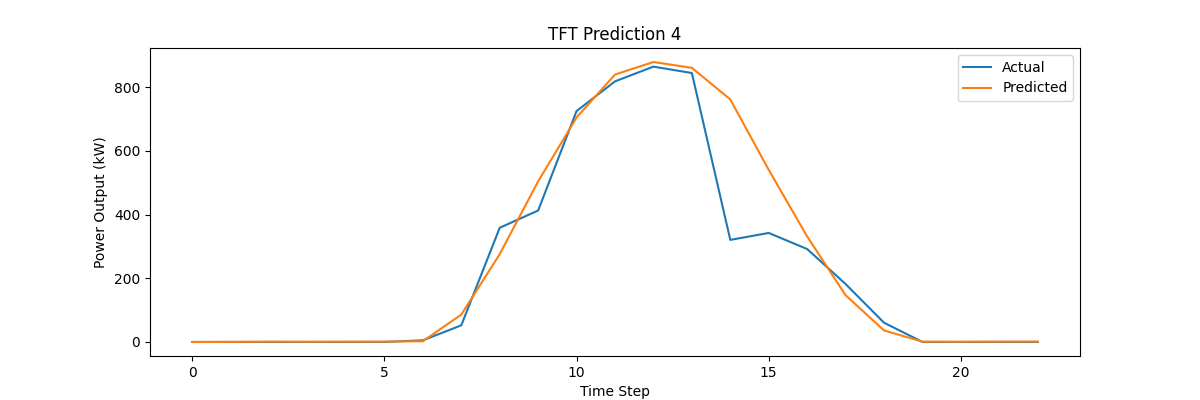 TFT Prediction 4
Actual
Predicted
Power Output (kW)
800
600
400
200
0
0 5 10 15 20
Time Step